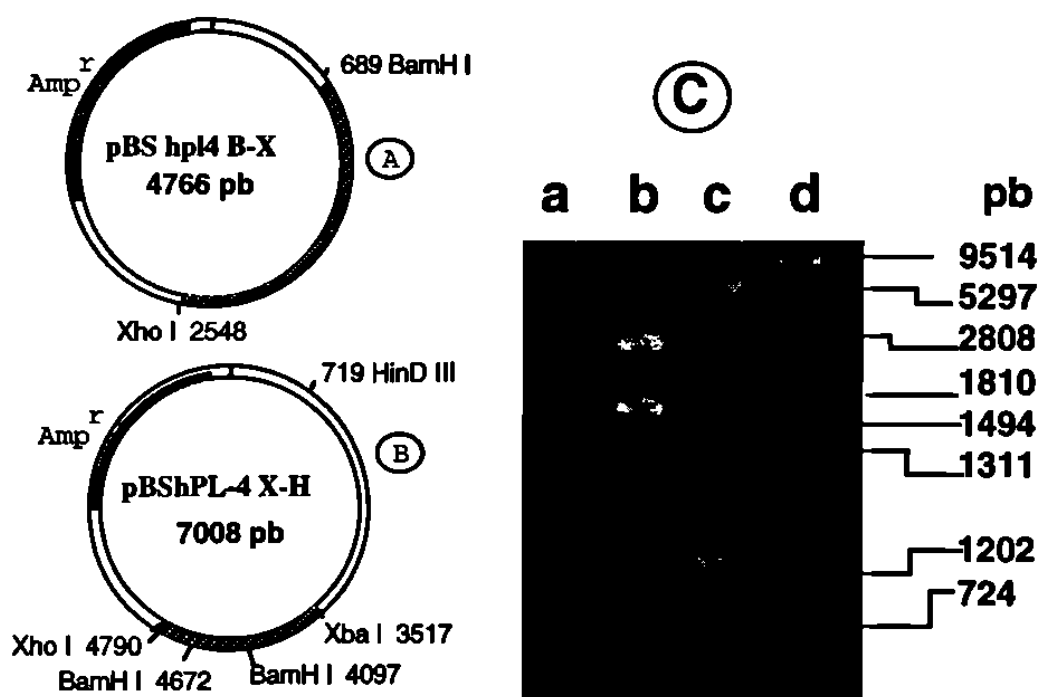 Amp r
689 BamH I
pBS hpl4 B-X
4766 pb
A
Xho I 2548
719 HinD III
Amp r
B
pBShPL-4 X-H
7008 pb
Xho I 4790
BamH I 4672
BamH I 4097
Xba I 3517
C
a b c d pb
9514
5297
2808
1810
1494
1311
1202
724